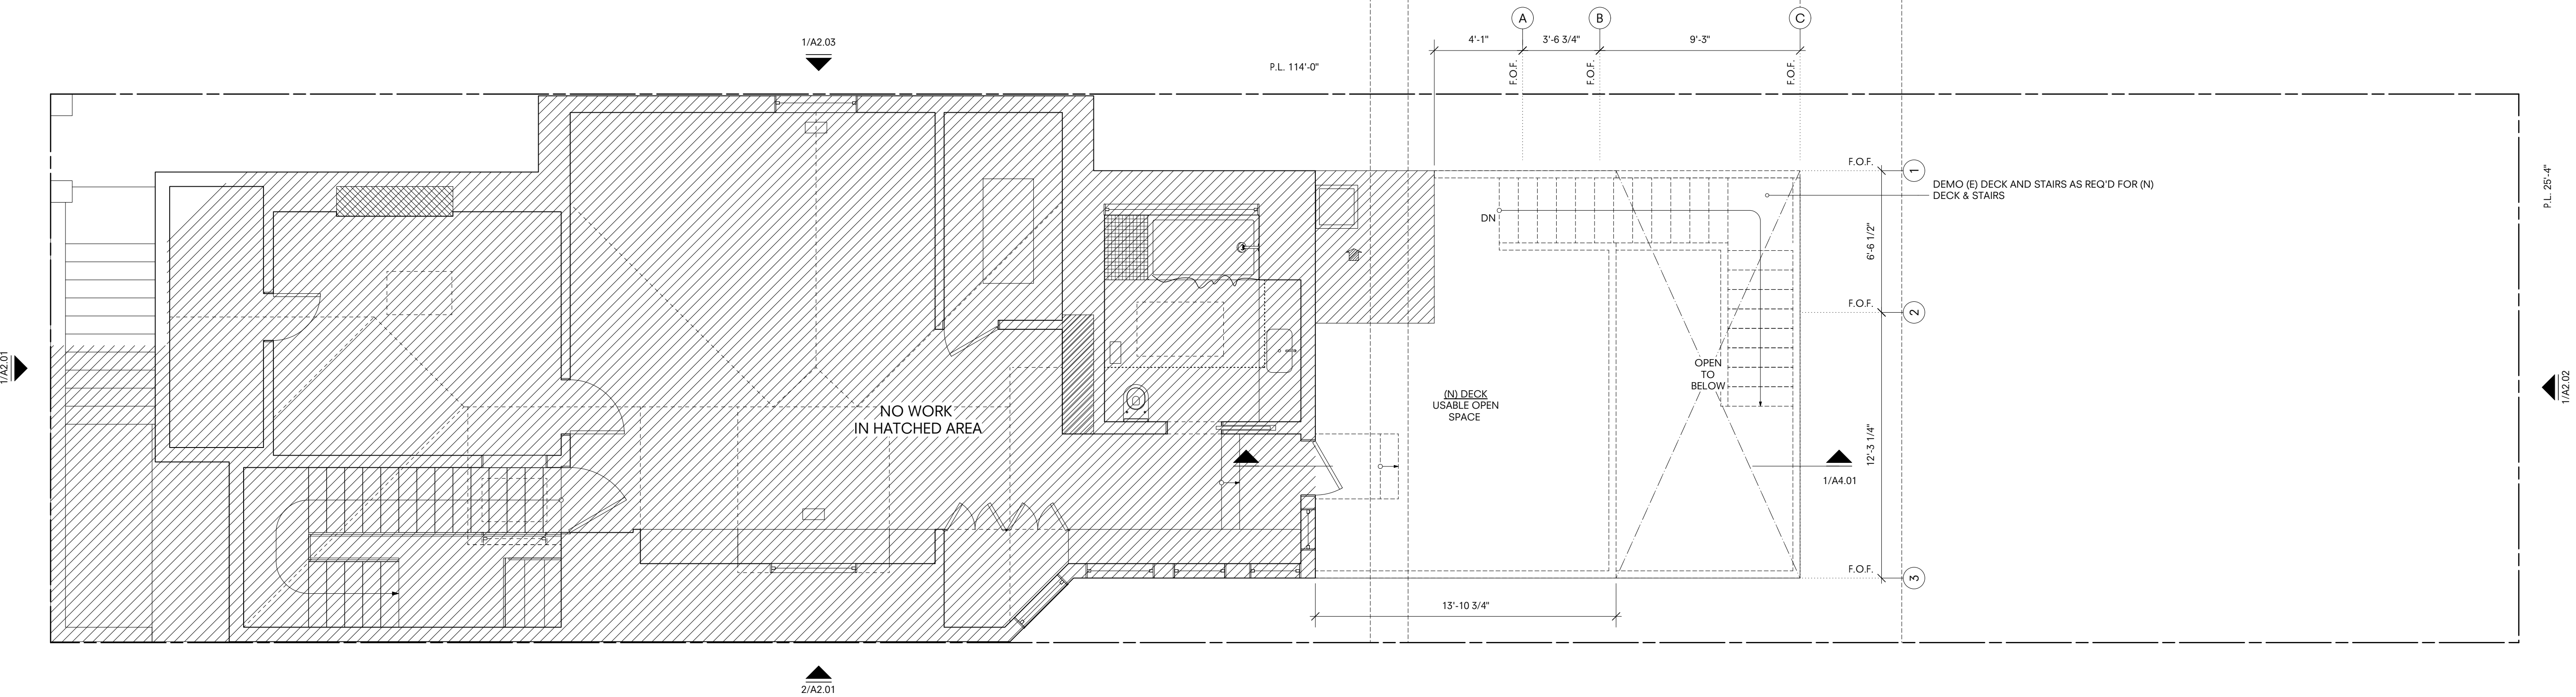 A
B
C
1/A2.03
4'-1"
3'-6 3/4"
9'-3"
P.L. 114'-0"
F.O.F.
F.O.F.
F.O.F.
F.O.F.
1
DEMO (E) DECK AND STAIRS AS REQ'D FOR (N)
DECK & STAIRS
P.L. 25'-4"
DN
6'-6 1/2"
F.O.F.
2
1/A2.01
OPEN
TO
BELOW
1/A2.02
(N) DECK
USABLE OPEN
SPACE
NO WORK
IN HATCHED AREA
12'-3 1/4"
1/A4.01
F.O.F.
3
13'-10 3/4"
2/A2.01